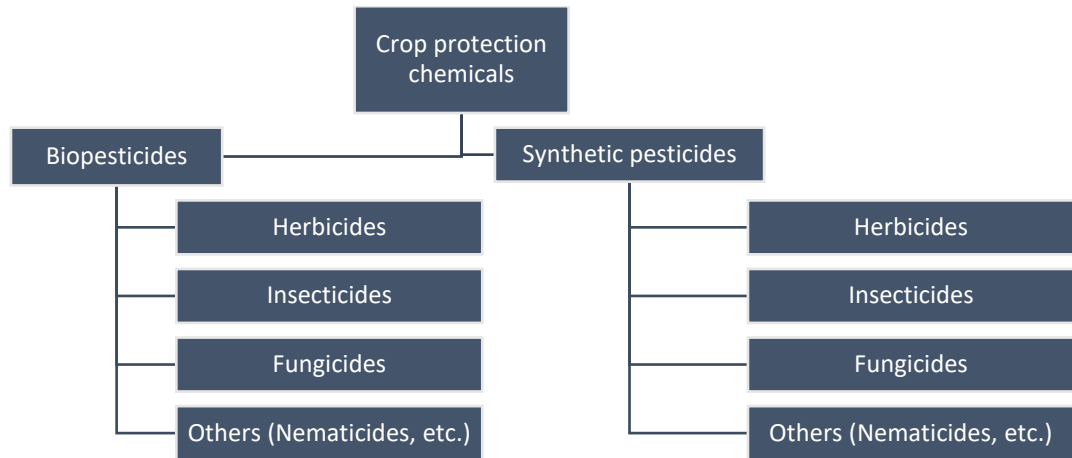 Crop protection
chemicals
Biopesticides
Synthetic pesticides
Herbicides
Insecticides
Fungicides
Others (Nematicides, etc.)
Herbicides
Insecticides
Fungicides
Others (Nematicides, etc.)